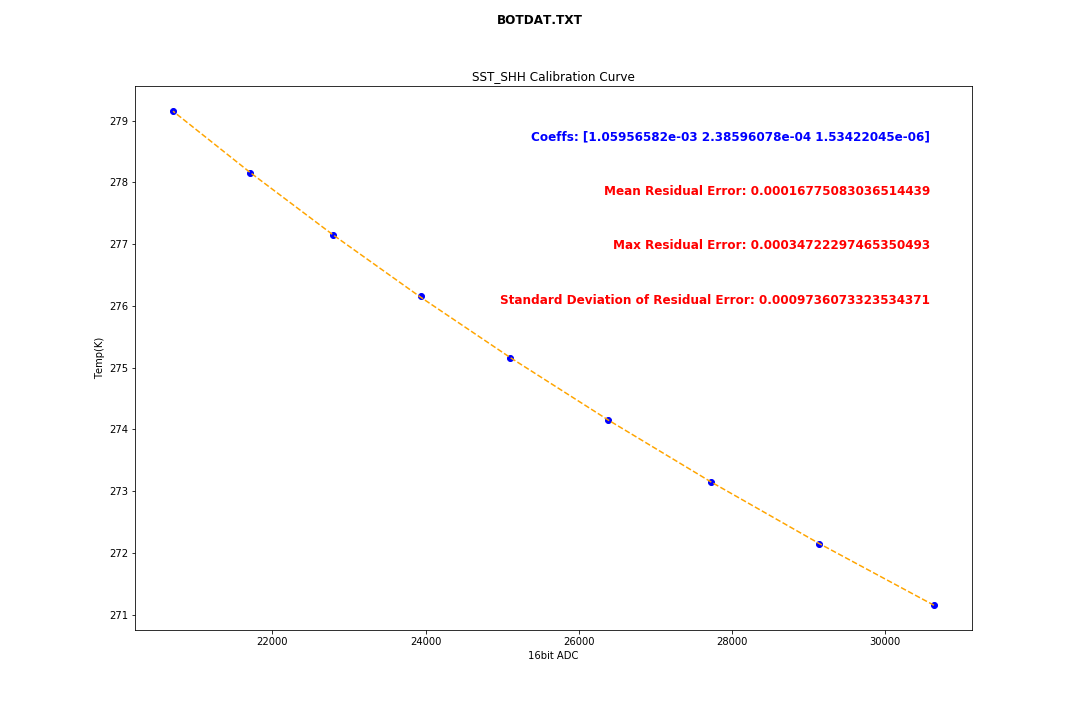 BOTDAT.TXT
SST_SHH Calibration Curve
Coeffs: [1.05956582e-03 2.38596078e-04 1.53422045e-06]
Mean Residual Error: 0.00016775083036514439
Max Residual Error: 0.00034722297465350493
Standard Deviation of Residual Error: 0.0009736073323534371
Temp(K)
279
278
277
276
275
274
273
272
271
22000 24000 26000 28000 30000
16bit ADC